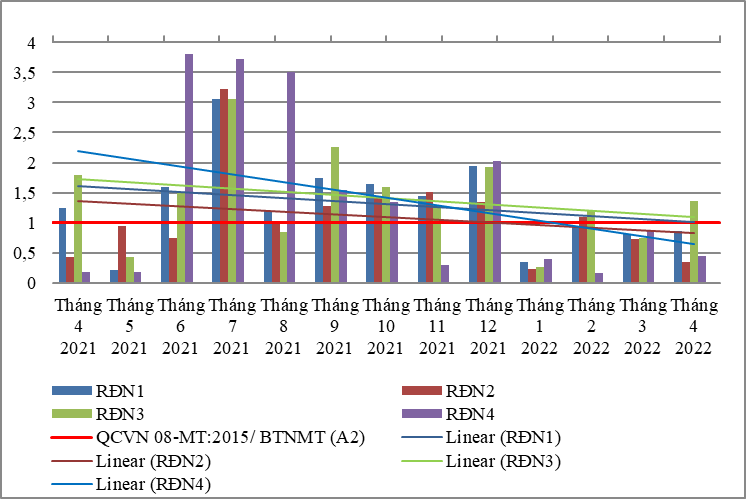 4
3,5
3
2,5
2
1,5
1
0,5
0
Tháng Tháng Tháng Tháng Tháng Tháng Tháng Tháng Tháng Tháng Tháng Tháng Tháng
4 5 6 7 8 9 10 11 12 1 2 3 4
2021 2021 2021 2021 2021 2021 2021 2021 2021 2022 2022 2022 2022
RĐN1 RĐN2
RĐN3 RĐN4
QCVN 08-MT:2015/ BTNMT (A2) Linear (RĐN1)
Linear (RĐN2) Linear (RĐN3)
Linear (RĐN4)